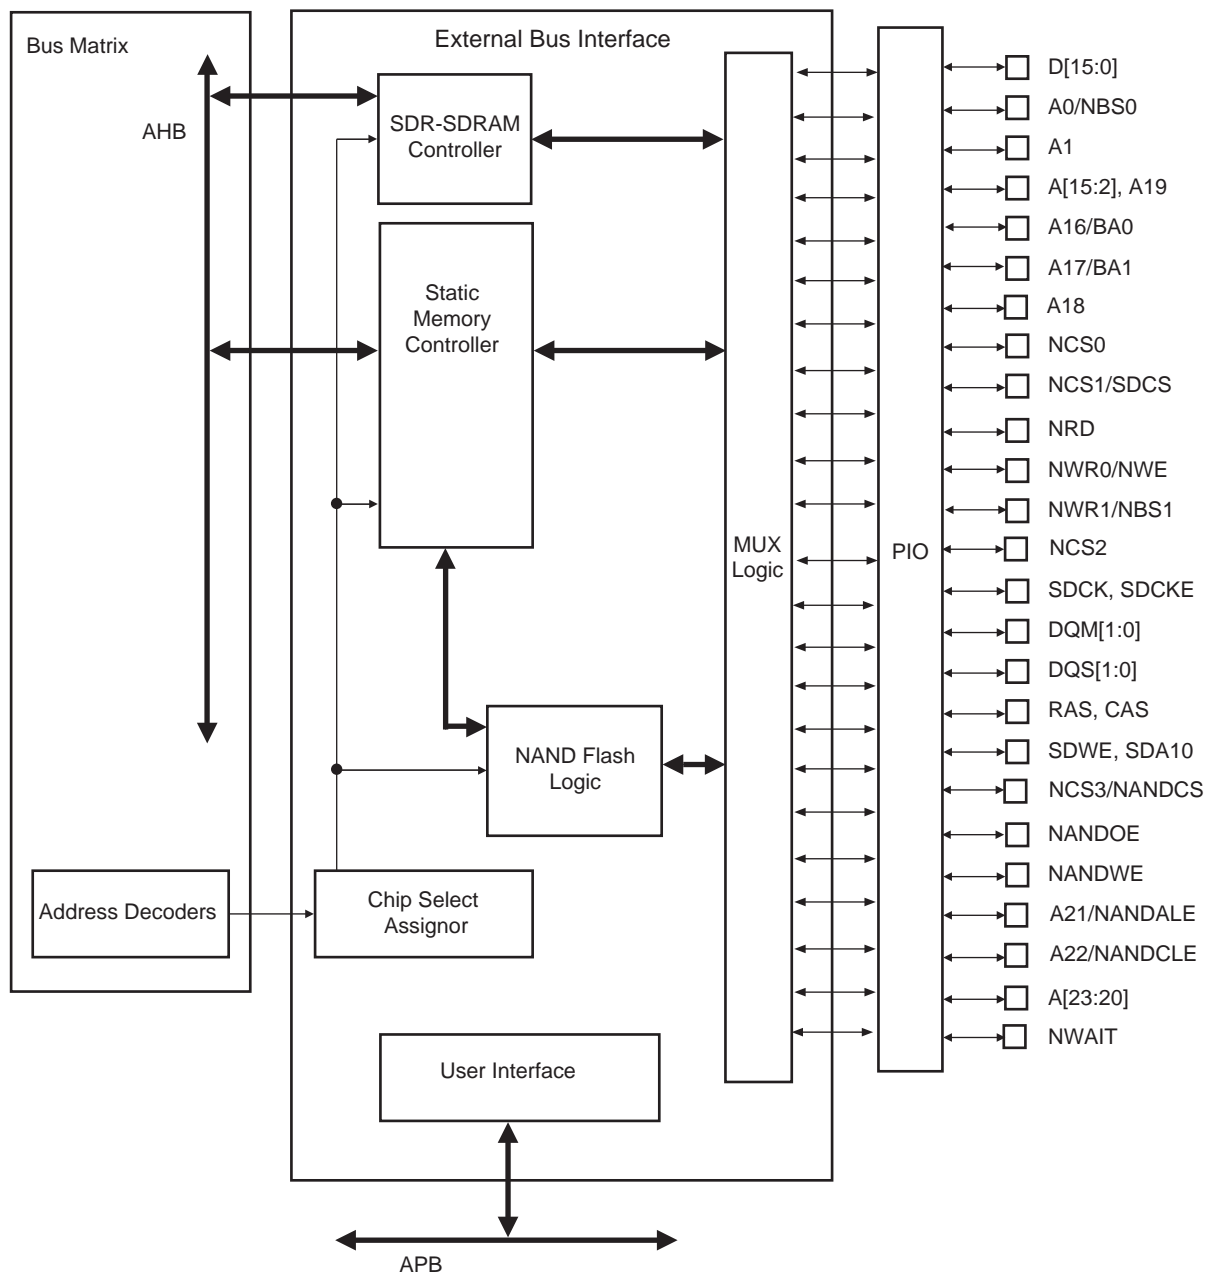 Bus Matrix
AHB
Address Decoders
External Bus Interface
SDR-SDRAM
Controller
Static
Memory
Controller
NAND Flash
Logic
Chip Select
Assignor
User Interface
APB
MUX
Logic
PIO
D[15:0]
A0/NBS0
A1
A[15:2], A19
A16/BA0
A17/BA1
A18
NCS0
NCS1/SDCS
NRD
NWR0/NWE
NWR1/NBS1
NCS2
SDCK, SDCKE
DQM[1:0]
DQS[1:0]
RAS, CAS
SDWE, SDA10
NCS3/NANDCS
NANDOE
NANDWE
A21/NANDALE
A22/NANDCLE
A[23:20]
NWAIT